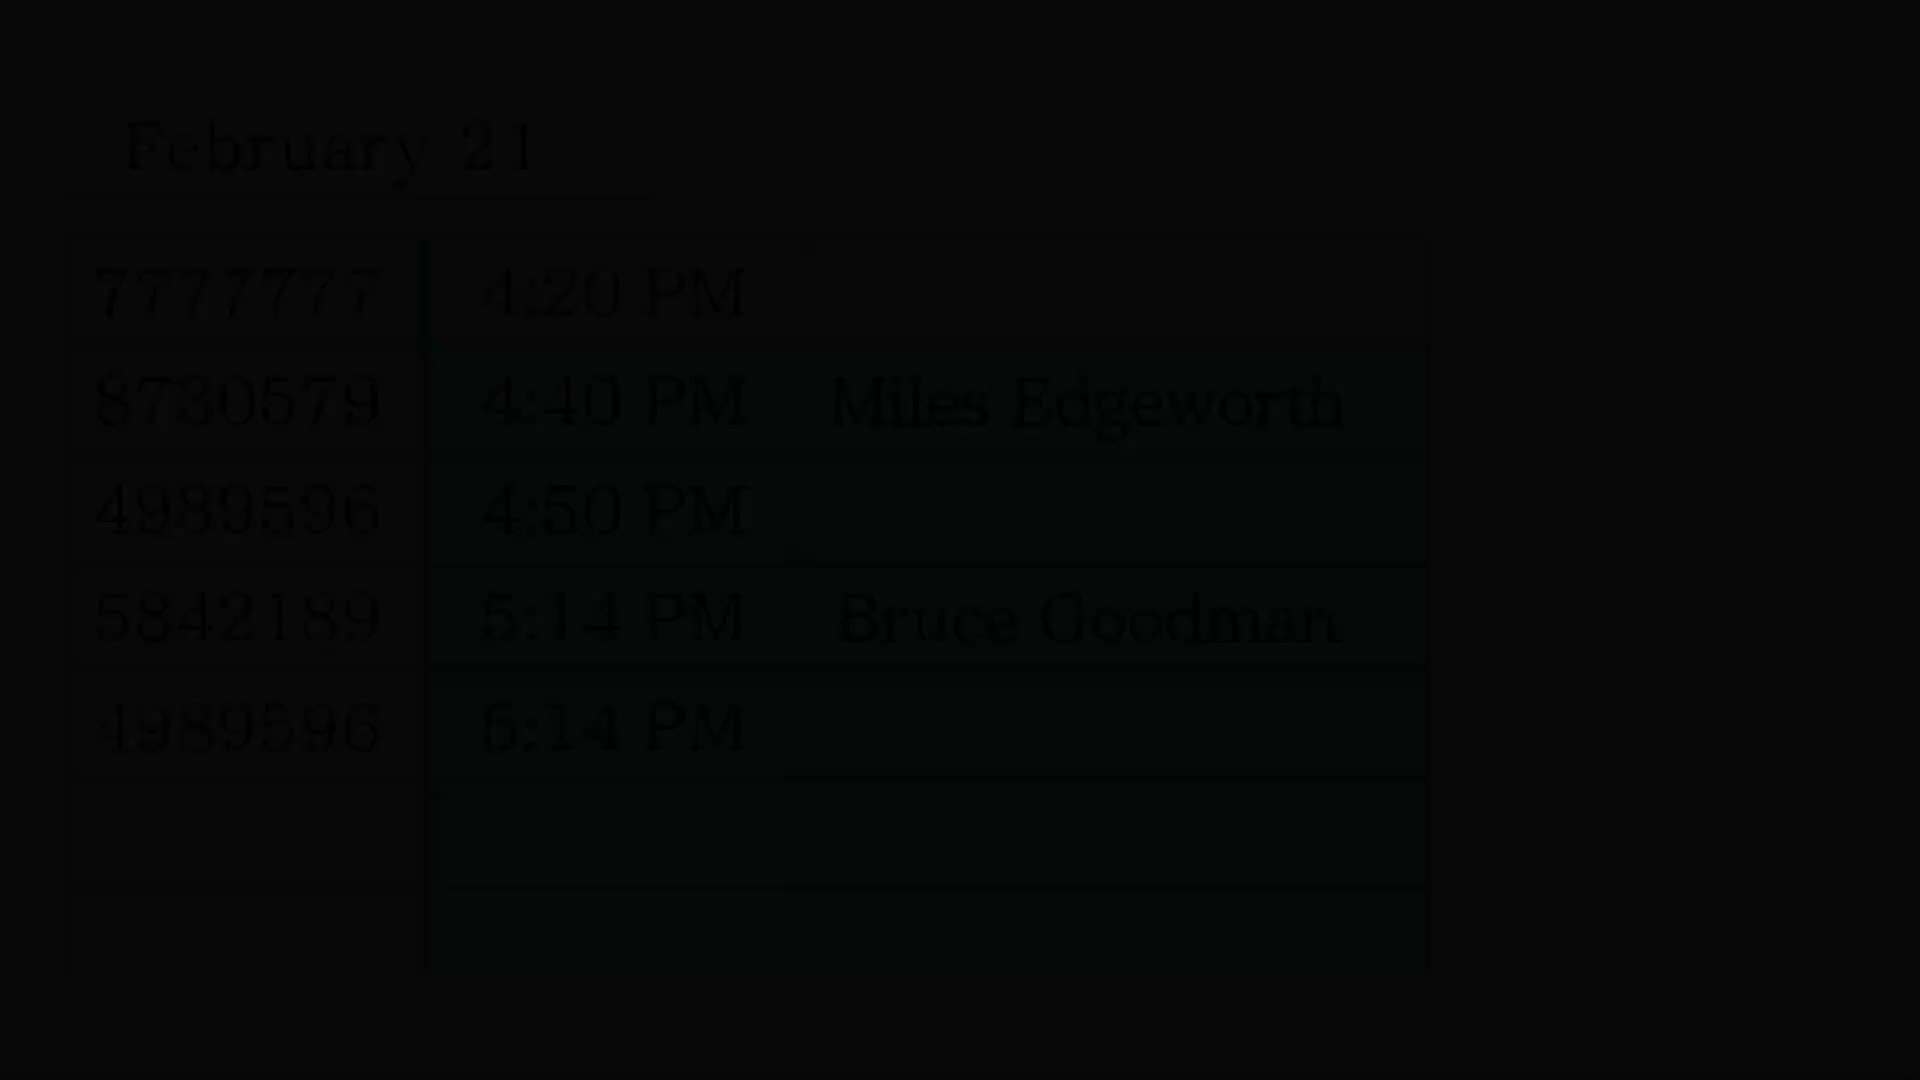 February 21
7777777 4:20 PM
8730579 4:40 PM Miles Edgeworth
4989596 4:50 PM
5842189 5:14 PM Bruce Goodman
4989596 5:14 PM